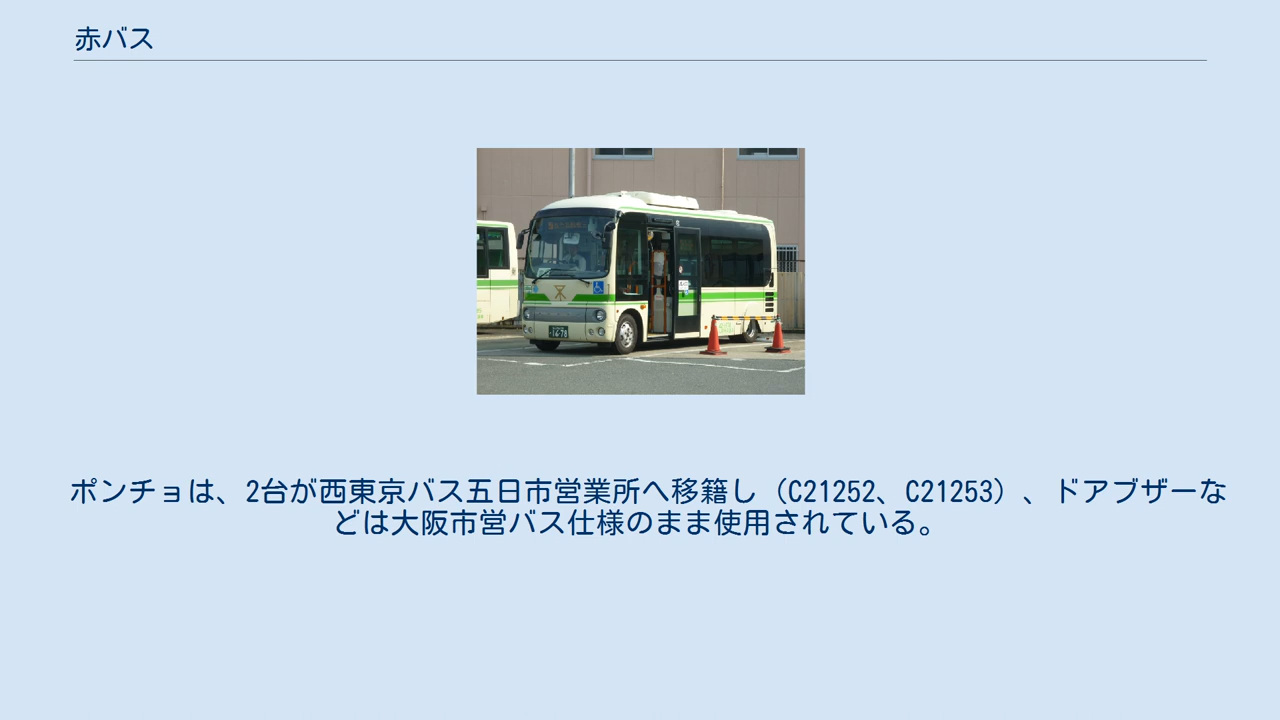 赤バス
ポンチョは、2台が西東京バス五日市営業所へ移籍し（C21252、C21253）、ドアブザーな
どは大阪市営バス仕様のまま使用されている。